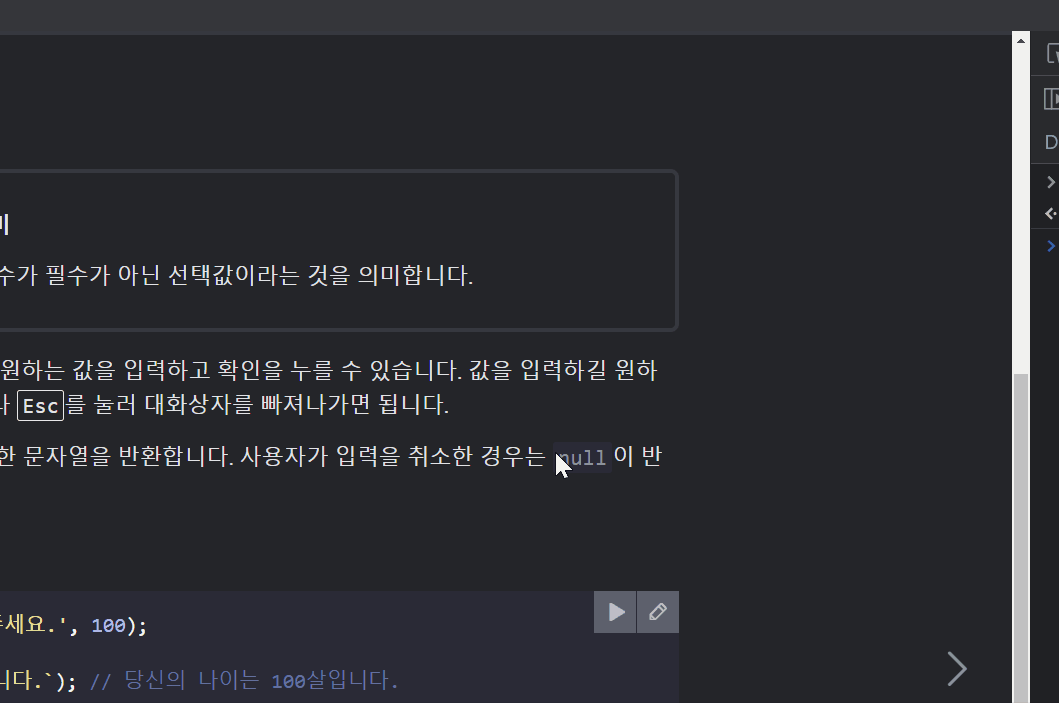 수가 필수가 아닌 선택값이라는 것을 의미합니다.
원하는 값을 입력하고 확인을 누를 수 있습니다. 값을 입력하길 원하
Esc를 눌러 대화상자를 빠져나가면 됩니다.
한 문자열을 반환합니다. 사용자가 입력을 취소한 경우는 null이 반
세요.', 100);
니다.`); // 당신의 나이는 100살입니다.